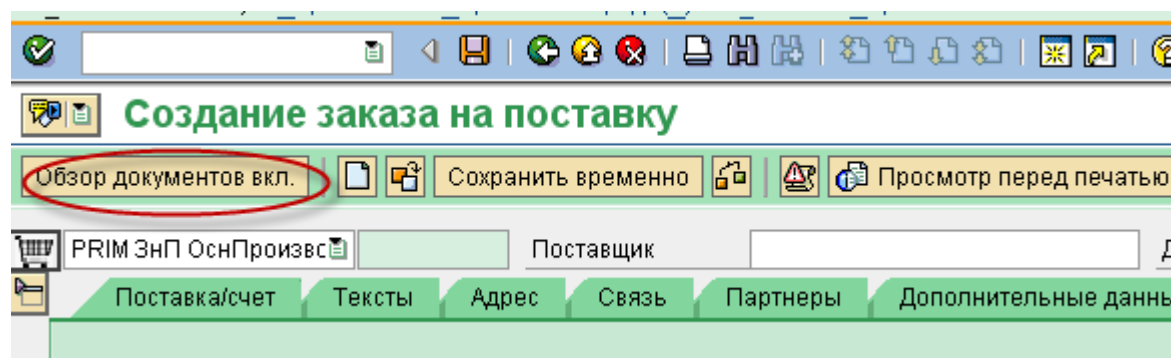 Создание заказа на поставку
Обзор документов вкл. Сохранить временно Просмотр перед печатью
PRIM ЗнП ОснПроизвс Поставщик Д
Поставка/счет Тексты Адрес Связь Партнеры Дополнительные даннь